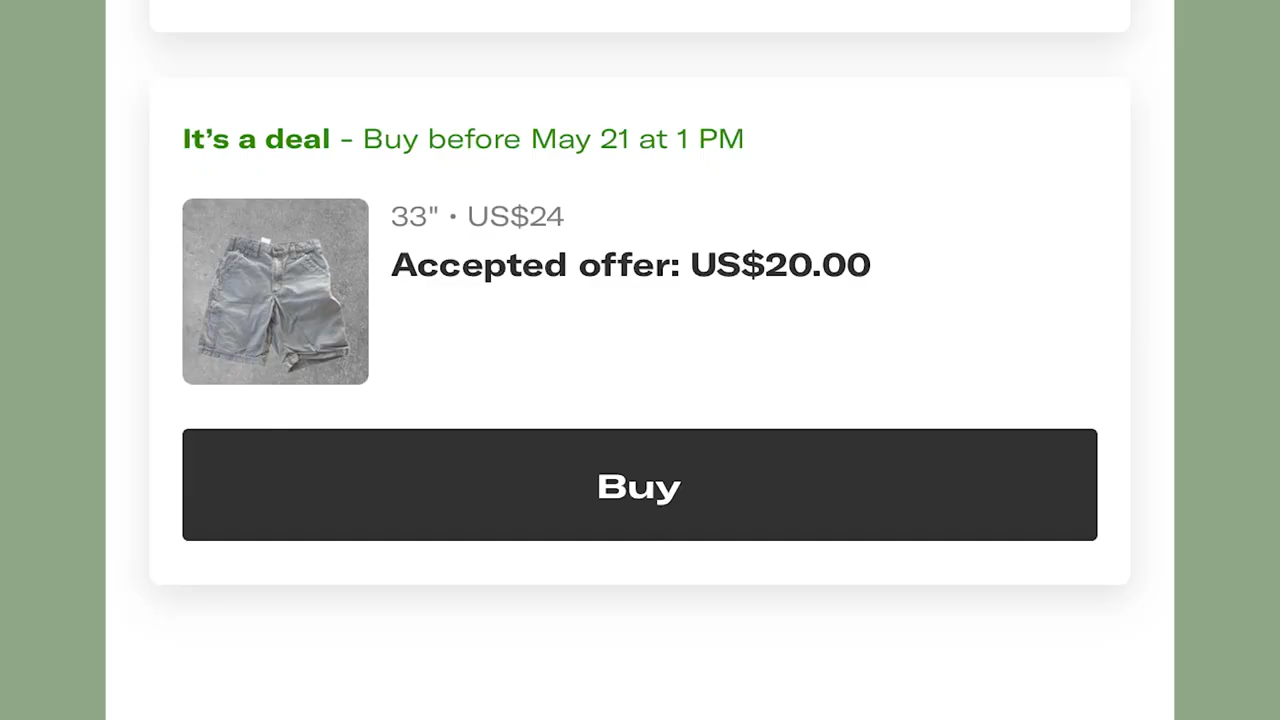 It’s a deal – Buy before May 21 at 1 PM
33" • US$24
Accepted offer: US$20.00
Buy